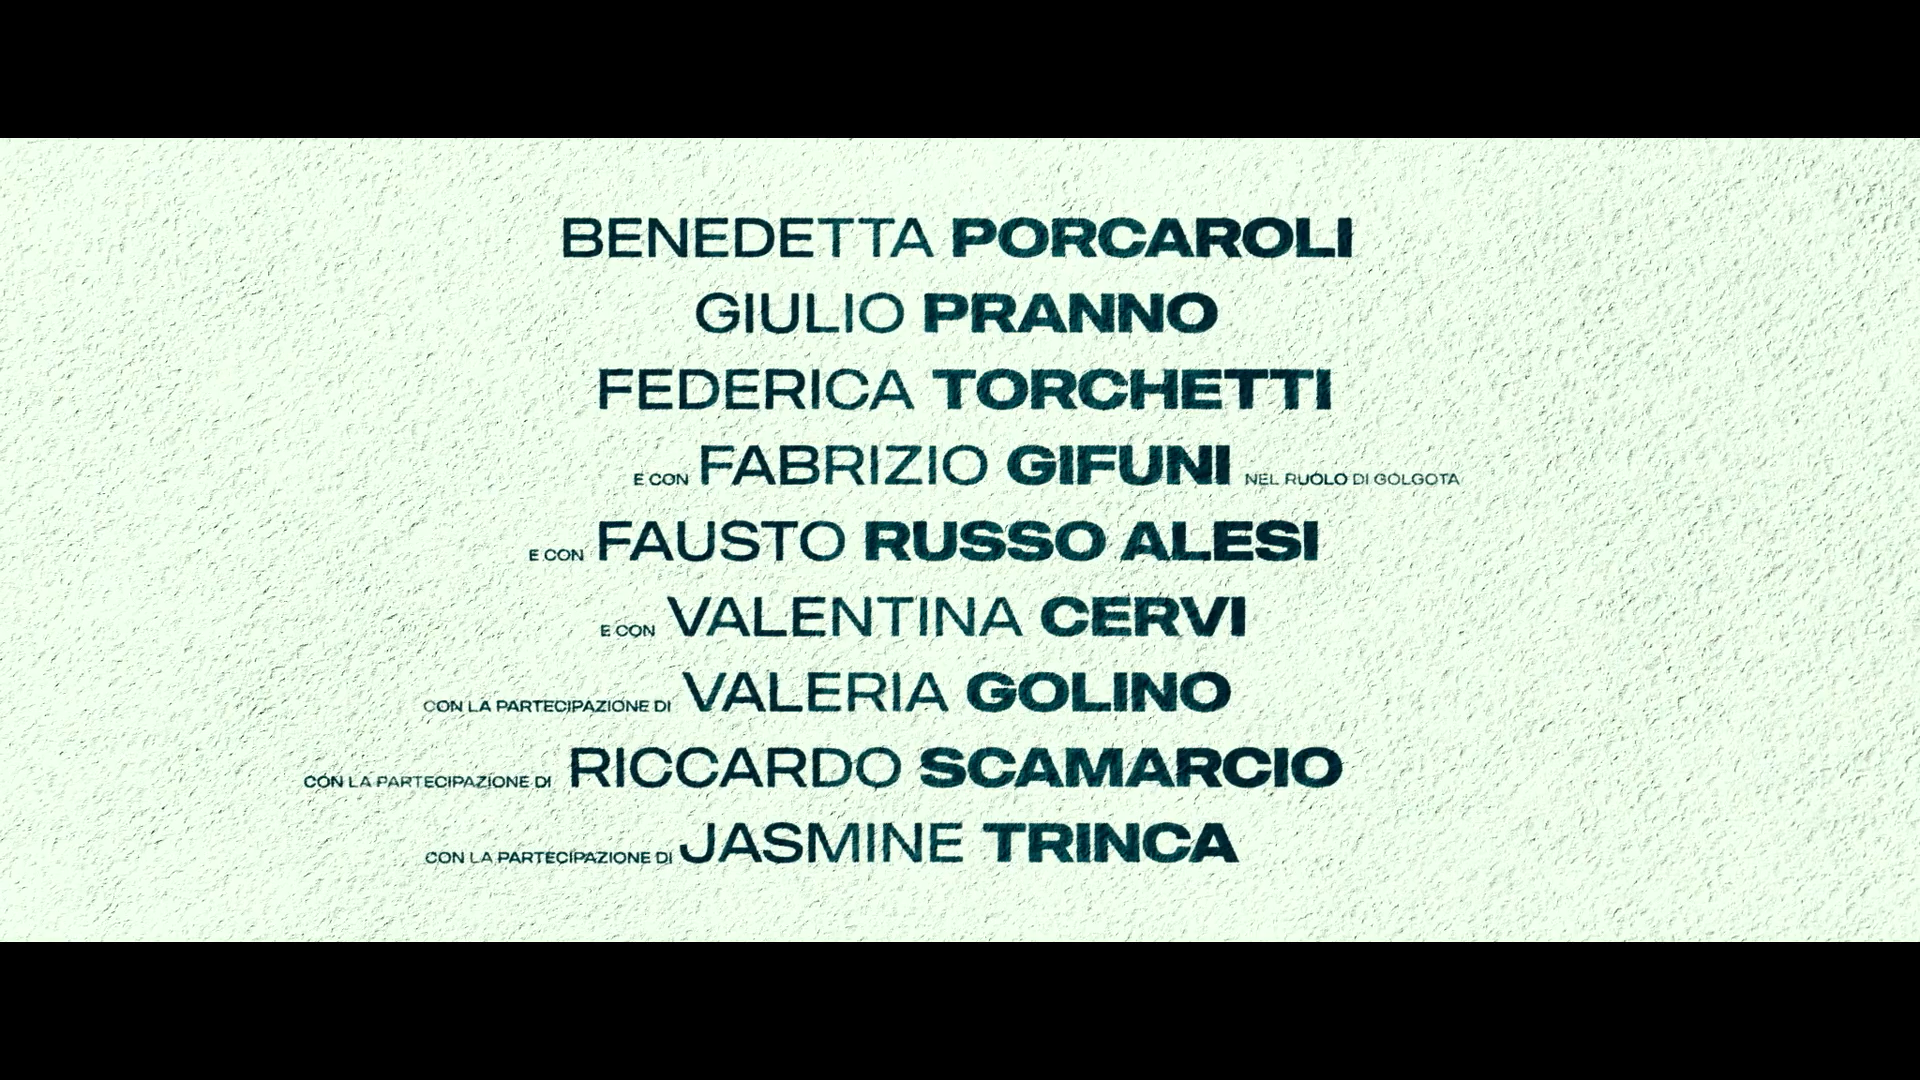 BENEDETTA PORCAROLI
GIULIO PRANNO
FEDERICA TORCHETTI
E CON FABRIZIO GIFUNI NEL RUOLO DI GOLGOTA
E CON FAUSTO RUSSO ALESI
E CON VALENTINA CERVI
CON LA PARTECIPAZIONE DI VALERIA GOLINO
CON LA PARTECIPAZIONE DI RICCARDO SCAMARCIO
CON LA PARTECIPAZIONE DI JASMINE TRINCA